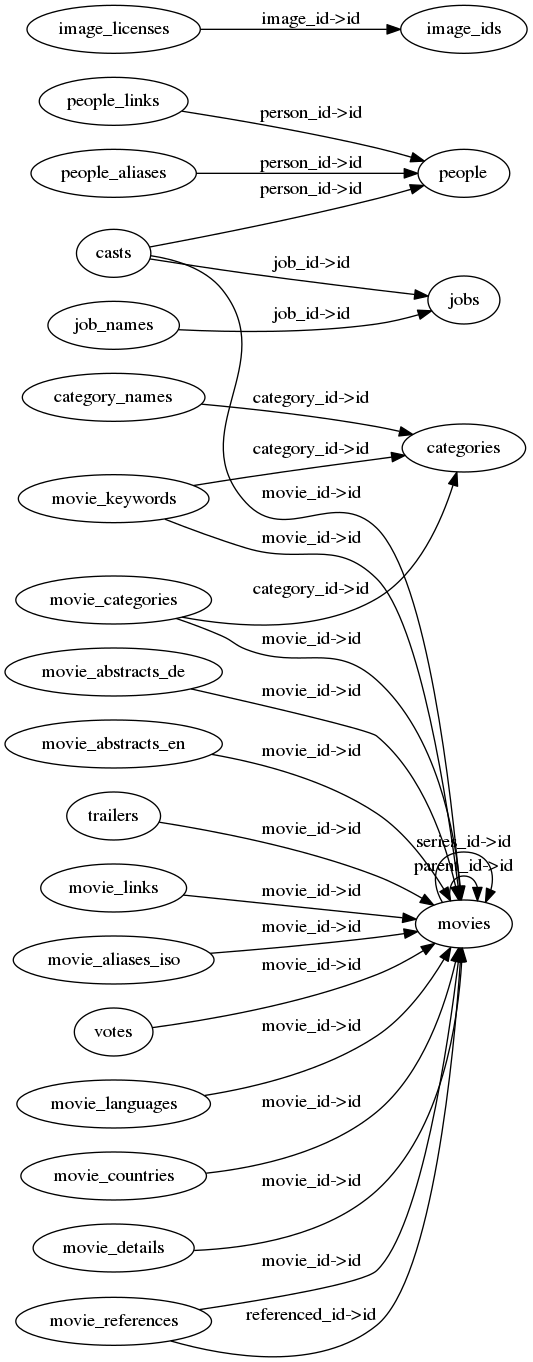 image_licenses
image_id->id
image_ids
people_links
person_id->id
people_aliases
person_id->id
people
person_id->id
casts
job_id->id
jobs
job_names
job_id->id
category_names
category_id->id
categories
movie_keywords
category_id->id
movie_id->id
movie_id->id
movie_categories
category_id->id
movie_id->id
movie_abstracts_de
movie_id->id
movie_abstracts_en
movie_id->id
trailers
movie_id->id
series_id->id
parent_id->id
movie_links
movie_id->id
movies
movie_aliases_iso
movie_id->id
movie_id->id
votes
movie_id->id
movie_languages
movie_id->id
movie_countries
movie_id->id
movie_details
movie_id->id
movie_references
referenced_id->id